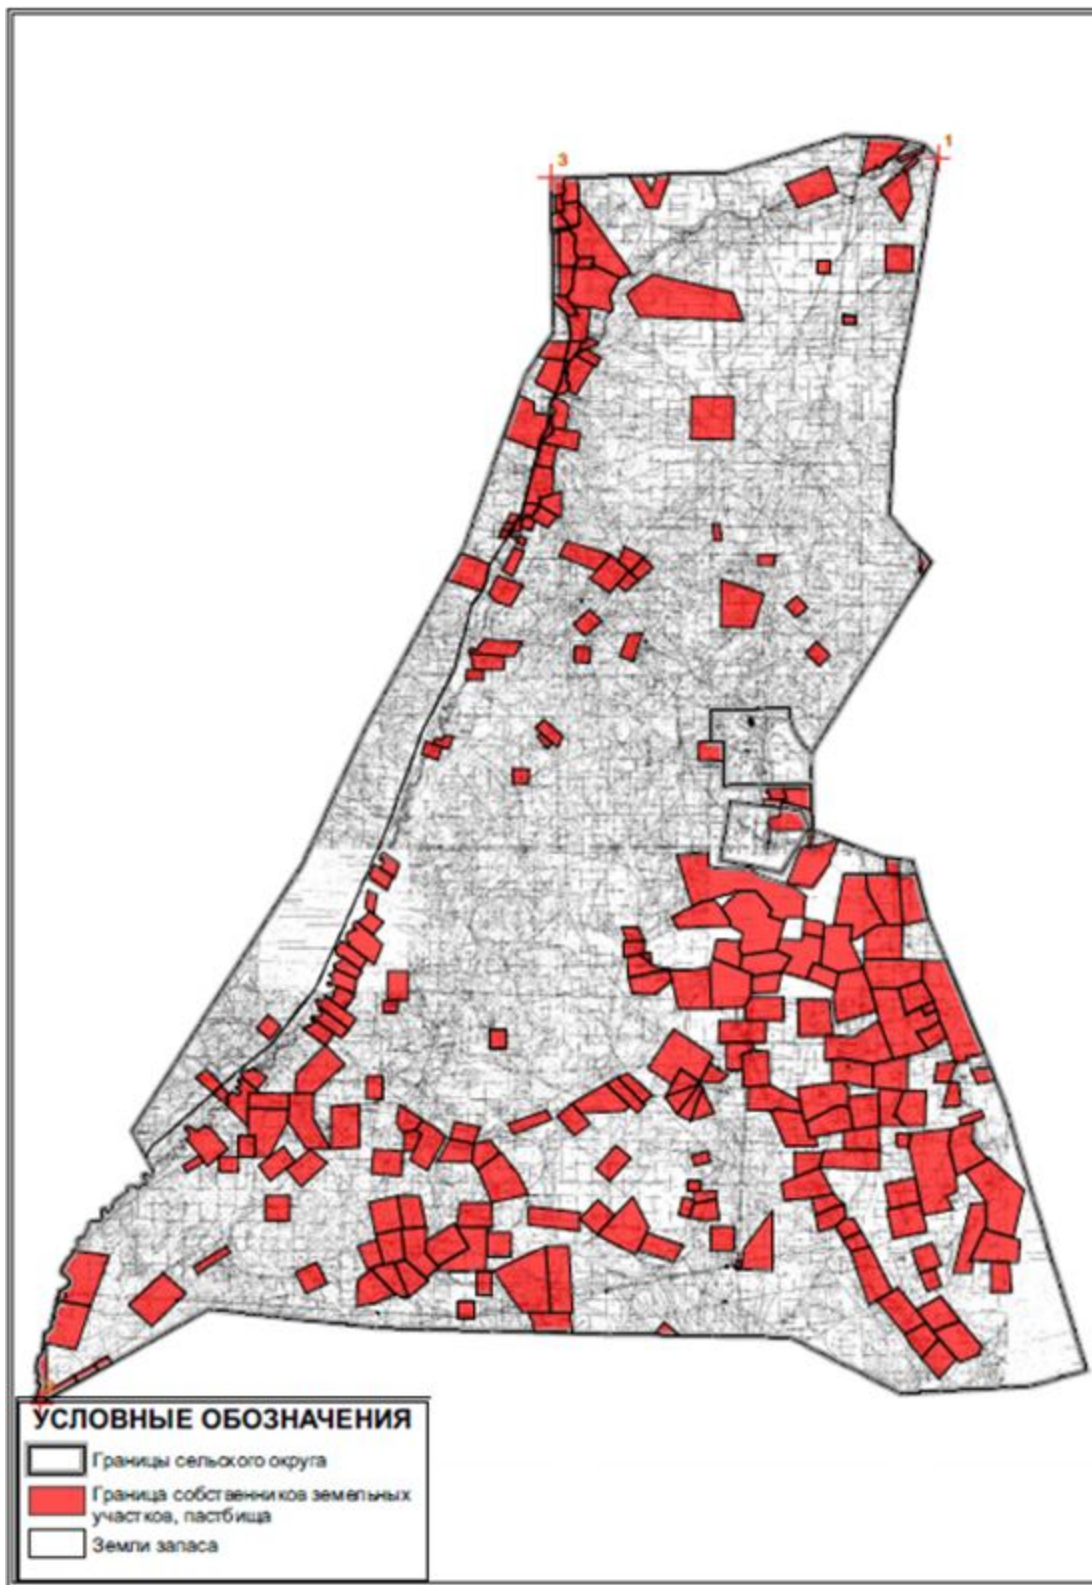 3
1
УСЛОВНЫЕ ОБОЗНАЧЕНИЯ
Границы сельского округа
Граница собственников земельных
участков, пастбища
Земли запаса